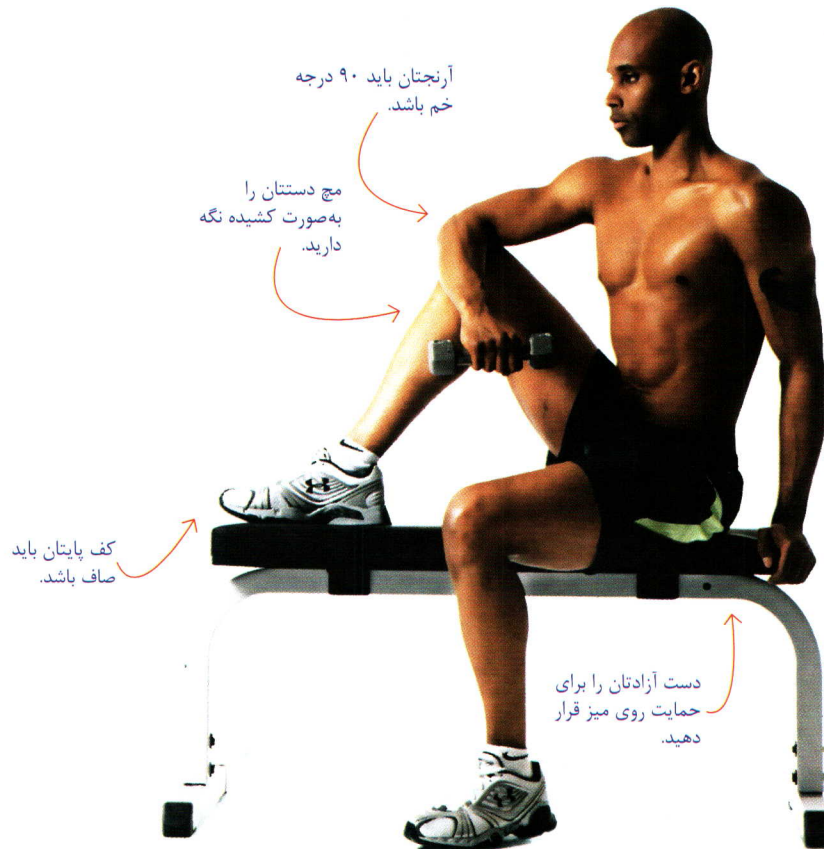 آرنجتان باید ۹۰ درجه
خم باشد.
مچ دستتان را
به‌صورت کشیده نگه
دارید.
کف پایتان باید
صاف باشد.
دست آزادتان را برای
حمایت روی میز قرار
دهید.